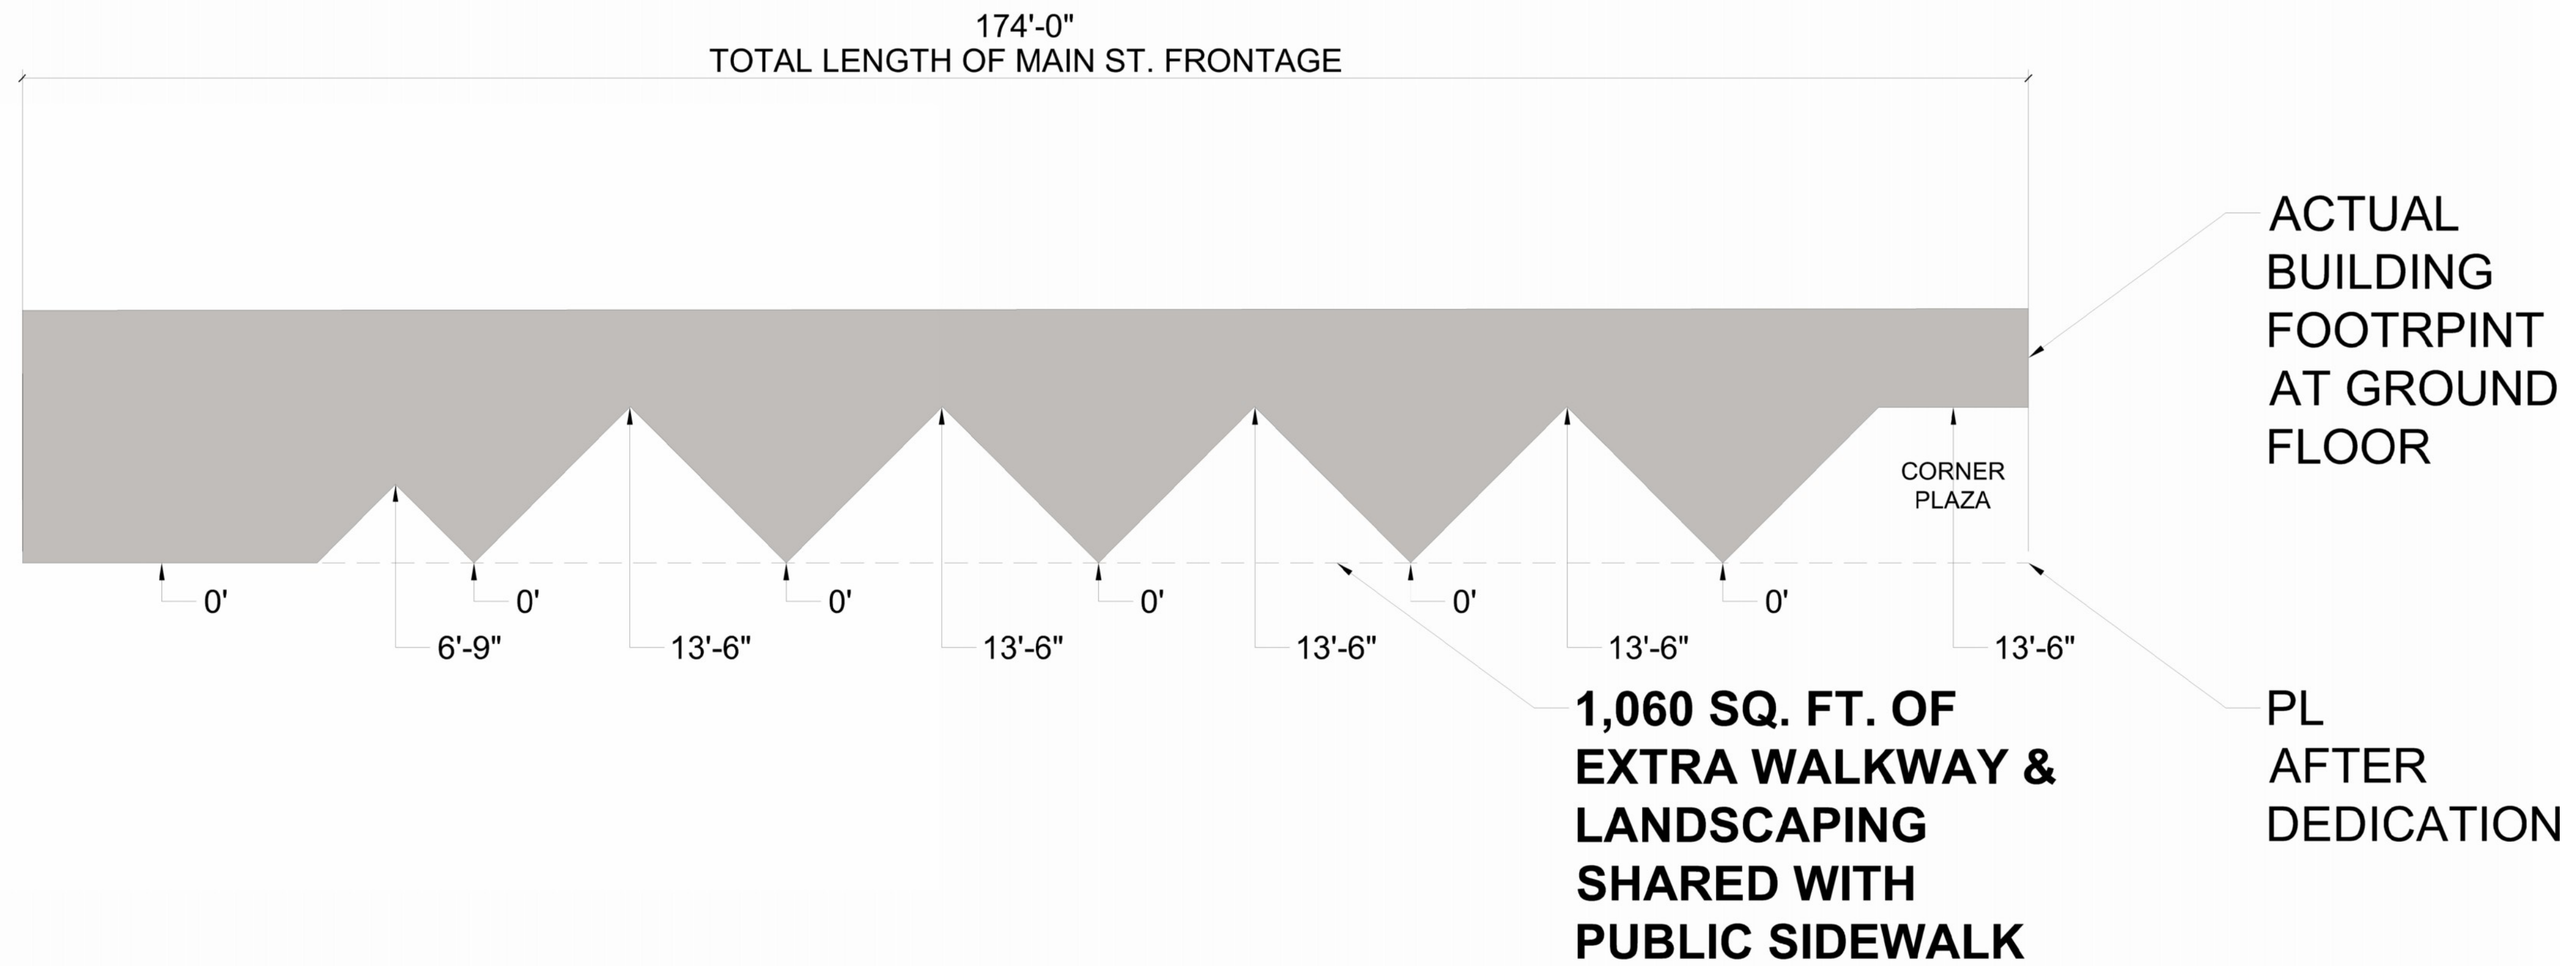 174'-0"
TOTAL LENGTH OF MAIN ST. FRONTAGE
ACTUAL
BUILDING
FOOTRPINT
AT GROUND
FLOOR
CORNER
PLAZA
0'
0'
0'
0'
0'
0'
6'-9"
13'-6"
13'-6"
13'-6"
13'-6"
13'-6"
1,060 SQ. FT. OF
EXTRA WALKWAY &
LANDSCAPING
SHARED WITH
PUBLIC SIDEWALK
PL
AFTER
DEDICATION